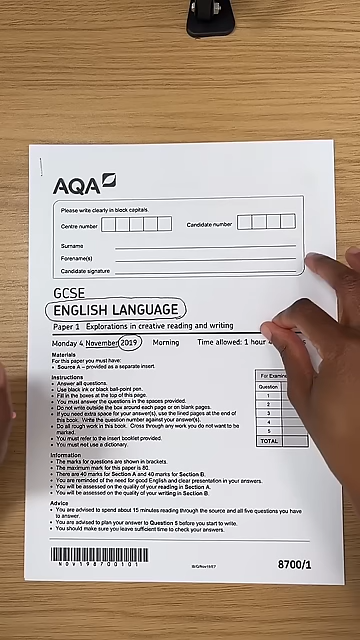 AQA
Please write clearly in block capitals.
Centre number Candidate number
Surname
Forename(s)
Candidate signature
GCSE
ENGLISH LANGUAGE
Paper 1 Explorations in creative reading and writing
Monday 4 November 2019 Morning Time allowed: 1 hour
Materials
For this paper you must have:
• Source A – provided as a separate insert.
Instructions
• Answer all questions.
• Use black ink or black ball-point pen.
• Fill in the boxes at the top of this page.
• You must answer the questions in the spaces provided.
• Do not write outside the box around each page or on blank pages.
• If you need extra space for your answer(s), use the lined pages at the end of
this book. Write the question number against your answer(s).
• Do all rough work in this book. Cross through any work you do not want to be
marked.
• You must refer to the insert booklet provided.
• You must not use a dictionary.
For Examin
Question
1
2
3
4
5
TOTAL
Information
• The marks for questions are shown in brackets.
• The maximum mark for this paper is 80.
• There are 40 marks for Section A and 40 marks for Section B.
• You are reminded of the need for good English and clear presentation in your answers.
• You will be assessed on the quality of your reading in Section A.
• You will be assessed on the quality of your writing in Section B.
Advice
• You are advised to spend about 15 minutes reading through the source and all five questions you have
to answer.
• You are advised to plan your answer to Question 5 before you start to write.
• You should make sure you leave sufficient time to check your answers.
NOV198700101
IB/G/Nov19/E7
8700/1